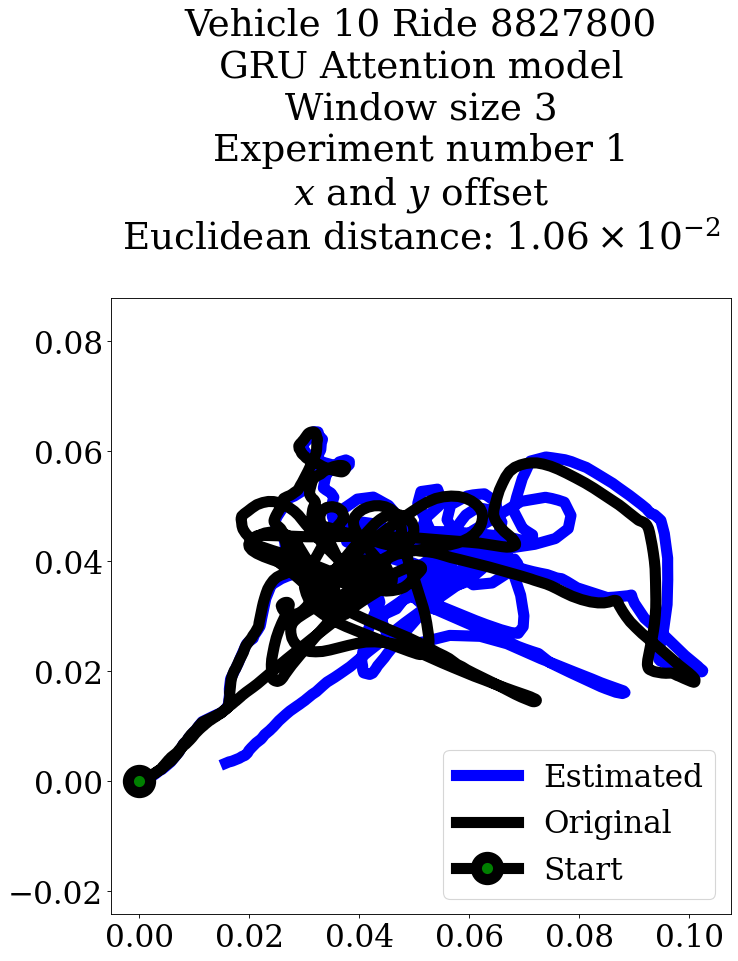 Vehicle 10 Ride 8827800
GRU Attention model
Window size 3
Experiment number 1
x and y offset
Euclidean distance: 1.06 × 10⁻²
0.08
0.06
0.04
0.02
0.00
−0.02
0.00 0.02 0.04 0.06 0.08 0.10
Estimated
Original
Start